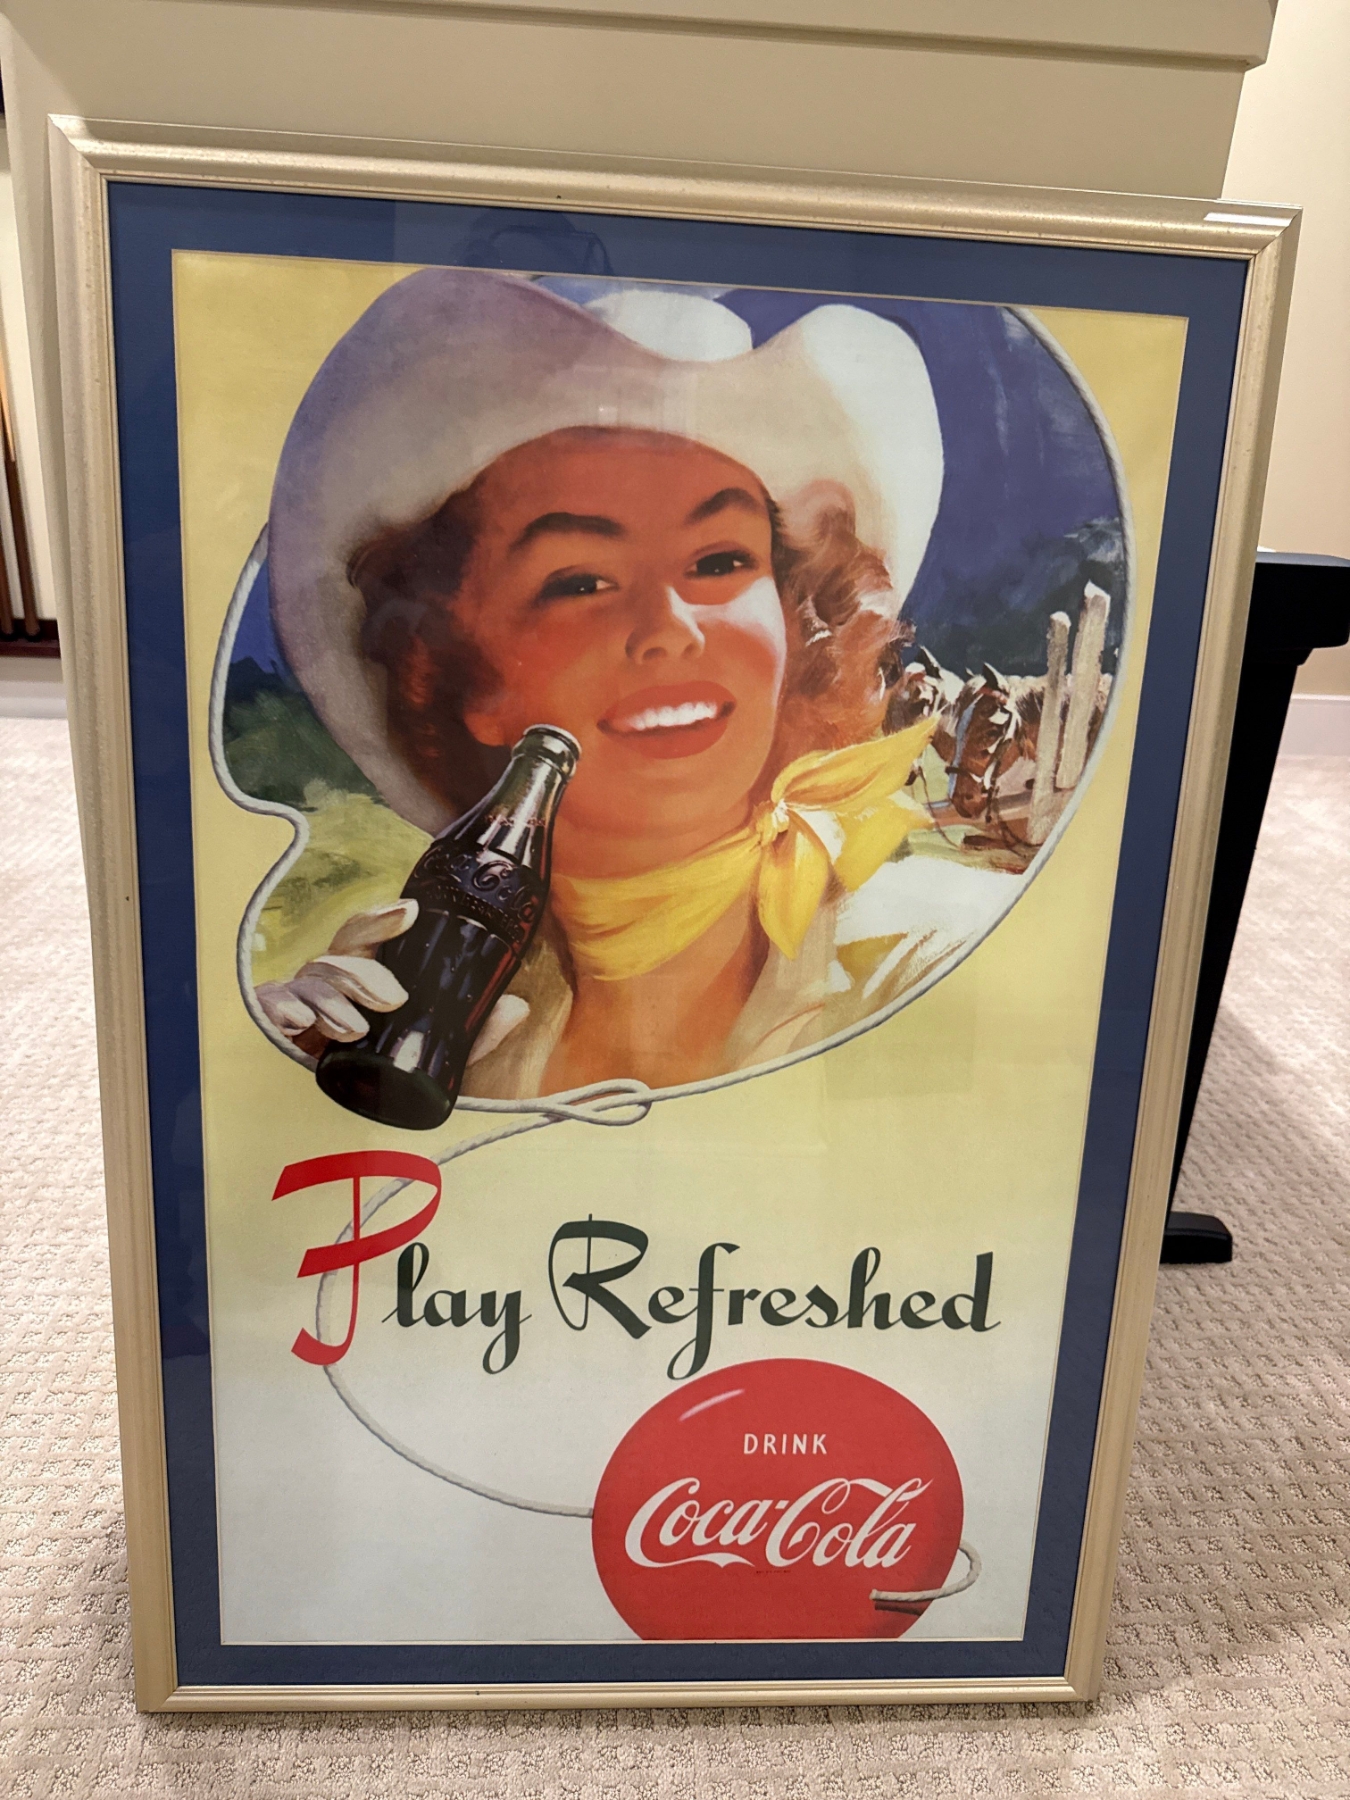 Play Refreshed
DRINK
Coca-Cola